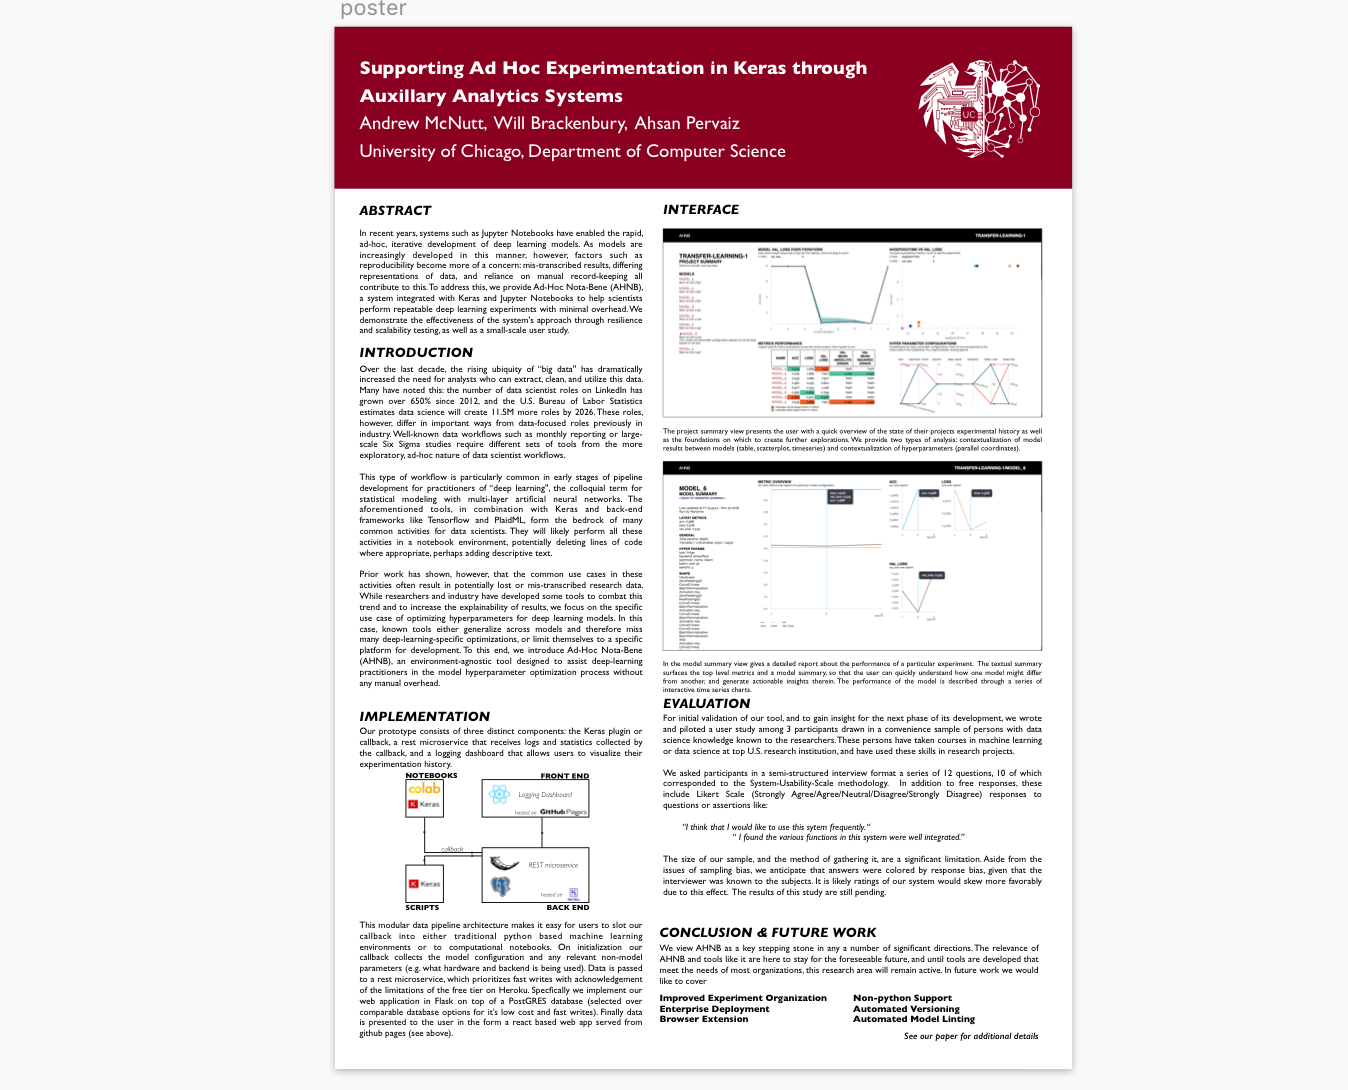 poster
Supporting Ad Hoc Experimentation in Keras through
Auxillary Analytics Systems
Andrew McNutt, Will Brackenbury, Ahsan Pervaiz
University of Chicago, Department of Computer Science
UC
ABSTRACT
In recent years, systems such as Jupyter Notebooks have enabled the rapid,
ad-hoc, iterative development of deep learning models. As models are
increasingly developed in this manner, however, factors such as
reproducibility become more of a concern: mis-transcribed results, differing
representations of data, and reliance on manual record-keeping all
contribute to this. To address this, we provide Ad-Hoc Nota-Bene (AHNB),
a system integrated with Keras and Jupyter Notebooks to help scientists
perform repeatable deep learning experiments with minimal overhead. We
demonstrate the effectiveness of the system's approach through resilience
and scalability testing, as well as a small-scale user study.
INTRODUCTION
Over the last decade, the rising ubiquity of "big data" has dramatically
increased the need for analysts who can extract, clean, and utilize this data.
Many have noted this: the number of data scientist roles on LinkedIn has
grown over 650% since 2012, and the U.S. Bureau of Labor Statistics
estimates data science will create 11.5M more roles by 2026. These roles,
however, differ in important ways from data-focused roles previously in
industry. Well-known data workflows such as monthly reporting or large-
scale Six Sigma studies require different sets of tools from the more
exploratory, ad-hoc nature of data scientist workflows.
This type of workflow is particularly common in early stages of pipeline
development for practitioners of "deep learning", the colloquial term for
statistical modeling with multi-layer artificial neural networks. The
aforementioned tools, in combination with Keras and back-end
frameworks like Tensorflow and PlaidML, form the bedrock of many
common activities for data scientists. They will likely perform all these
activities in a notebook environment, potentially deleting lines of code
where appropriate, perhaps adding descriptive text.
Prior work has shown, however, that the common use cases in these
activities often result in potentially lost or mis-transcribed research data.
While researchers and industry have developed some tools to combat this
trend and to increase the explainability of results, we focus on the specific
use case of optimizing hyperparameters for deep learning models. In this
case, known tools either generalize across models and therefore miss
many deep-learning-specific optimizations, or limit themselves to a specific
platform for development. To this end, we introduce Ad-Hoc Nota-Bene
(AHNB), an environment-agnostic tool designed to assist deep-learning
practitioners in the model hyperparameter optimization process without
any manual overhead.
IMPLEMENTATION
Our prototype consists of three distinct components: the Keras plugin or
callback, a rest microservice that receives logs and statistics collected by
the callback, and a logging dashboard that allows users to visualize their
experimentation history.
NOTEBOOKS
FRONT END
colab
K Keras
Logging Dashboard
hosted on GitHub Pages
callback
REST microservice
hosted on
K Keras
SCRIPTS
BACK END
This modular data pipeline architecture makes it easy for users to slot our
callback into either traditional python based machine learning
environments or to computational notebooks. On initialization our
callback collects the model configuration and any relevant non-model
parameters (e.g. what hardware and backend is being used). Data is passed
to a rest microservice, which prioritizes fast writes with acknowledgement
of the limitations of the free tier on Heroku. Specfically we implement our
web application in Flask on top of a PostGRES database (selected over
comparable database options for it's low cost and fast writes). Finally data
is presented to the user in the form a react based web app served from
github pages (see above).
INTERFACE
AHNB
TRANSFER-LEARNING-1
TRANSFER-LEARNING-1
PROJECT SUMMARY
MODELS
MODEL VAL_LOSS OVER ITERATIONS
METRICS PERFORMANCE
HYPER PARAMETER CONFIGURATIONS
NAME ACC LOSS
The project summary view presents the user with a quick overview of the state of their projects experimental history as well
as the foundations on which to create further explorations. We provide two types of analysis: contextualization of model
results between models (table, scatterplot, timeseries) and contextualization of hyperparameters (parallel coordinates).
AHNB
TRANSFER-LEARNING-1/MODEL_6
MODEL_6
MODEL SUMMARY
METRIC OVERVIEW
ACC
LOSS
LATEST METRICS
GENERAL
HYPER PARAMS
SHAPE
VAL_LOSS
In the model summary view gives a detailed report about the performance of a particular experiment. The textual summary
surfaces the top level metrics and a model summary, so that the user can quickly understand how one model might differ
from another, and generate actionable insights therein. The performance of the model is described through a series of
interactive time series charts.
EVALUATION
For initial validation of our tool, and to gain insight for the next phase of its development, we wrote
and piloted a user study among 3 participants drawn in a convenience sample of persons with data
science knowledge known to the researchers. These persons have taken courses in machine learning
or data science at top U.S. research institution, and have used these skills in research projects.
We asked participants in a semi-structured interview format a series of 12 questions, 10 of which
corresponded to the System-Usability-Scale methodology. In addition to free responses, these
include Likert Scale (Strongly Agree/Agree/Neutral/Disagree/Strongly Disagree) responses to
questions or assertions like:
"I think that I would like to use this sytem frequently."
" I found the various functions in this system were well integrated."
The size of our sample, and the method of gathering it, are a significant limitation. Aside from the
issues of sampling bias, we anticipate that answers were colored by response bias, given that the
interviewer was known to the subjects. It is likely ratings of our system would skew more favorably
due to this effect. The results of this study are still pending.
CONCLUSION & FUTURE WORK
We view AHNB as a key stepping stone in any a number of significant directions. The relevance of
AHNB and tools like it are here to stay for the foreseeable future, and until tools are developed that
meet the needs of most organizations, this research area will remain active. In future work we would
like to cover
Improved Experiment Organization
Enterprise Deployment
Browser Extension
Non-python Support
Automated Versioning
Automated Model Linting
See our paper for additional details